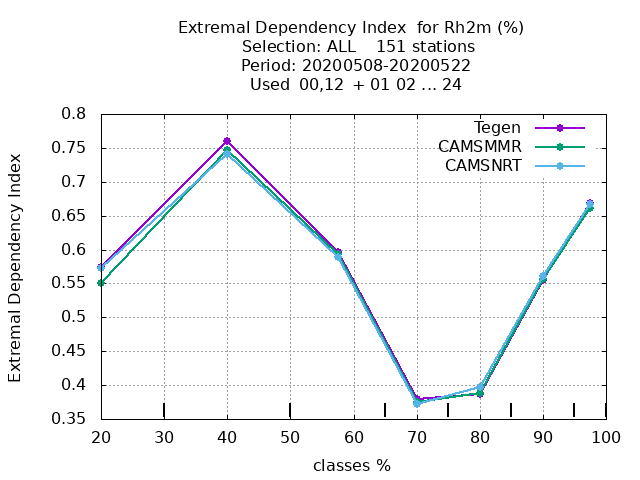 Extremal Dependency Index  for Rh2m (%)
Selection: ALL    151 stations
Period: 20200508-20200522
Used  00,12  + 01 02 ... 24
Tegen
CAMSMMR
CAMSNRT
Extremal Dependency Index
0.8
0.75
0.7
0.65
0.6
0.55
0.5
0.45
0.4
0.35
20 30 40 50 60 70 80 90 100
classes %